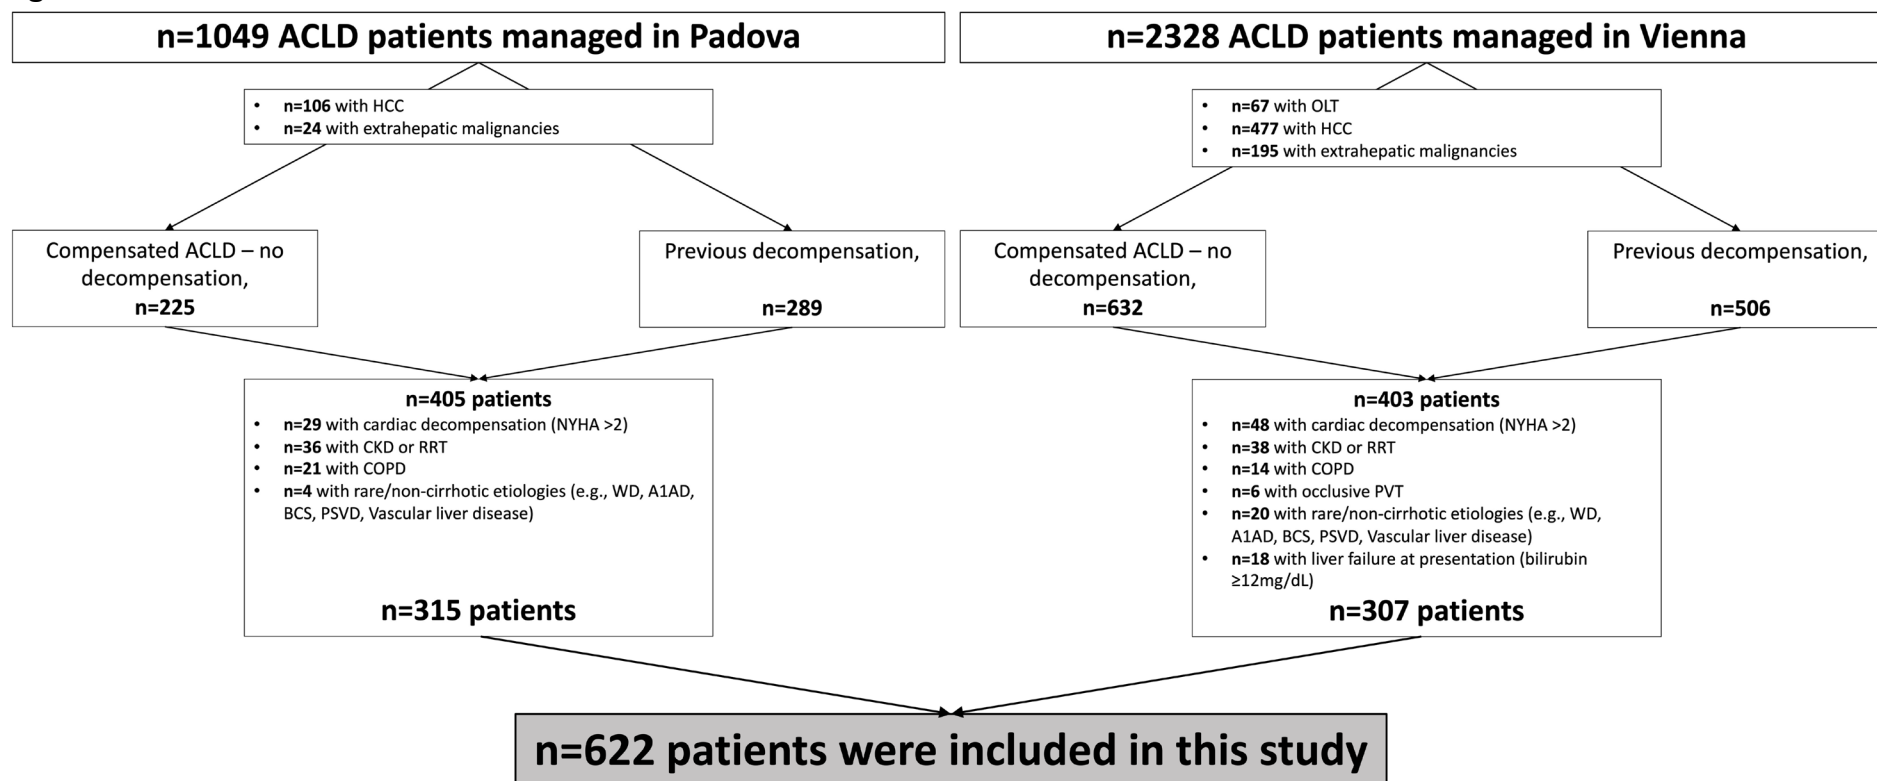 n=1049 ACLD patients managed in Padova
• n=106 with HCC
• n=24 with extrahepatic malignancies
Compensated ACLD – no
decompensation,
n=225
Previous decompensation,
n=289
n=405 patients
• n=29 with cardiac decompensation (NYHA >2)
• n=36 with CKD or RRT
• n=21 with COPD
• n=4 with rare/non-cirrhotic etiologies (e.g., WD, A1AD,
BCS, PSVD, Vascular liver disease)
n=315 patients
n=2328 ACLD patients managed in Vienna
• n=67 with OLT
• n=477 with HCC
• n=195 with extrahepatic malignancies
Compensated ACLD – no
decompensation,
n=632
Previous decompensation,
n=506
n=403 patients
• n=48 with cardiac decompensation (NYHA >2)
• n=38 with CKD or RRT
• n=14 with COPD
• n=6 with occlusive PVT
• n=20 with rare/non-cirrhotic etiologies (e.g., WD,
A1AD, BCS, PSVD, Vascular liver disease)
• n=18 with liver failure at presentation (bilirubin
≥12mg/dL)
n=307 patients
n=622 patients were included in this study